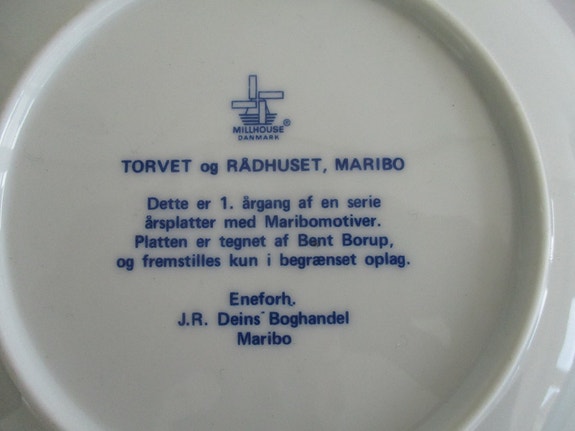 MILLHOUSE®
DANMARK
TORVET og RÅDHUSET, MARIBO
Dette er 1. årgang af en serie
årsplatter med Maribomotiver.
Platten er tegnet af Bent Borup,
og fremstilles kun i begrænset oplag.
Eneforh.
J.R. Deins' Boghandel
Maribo